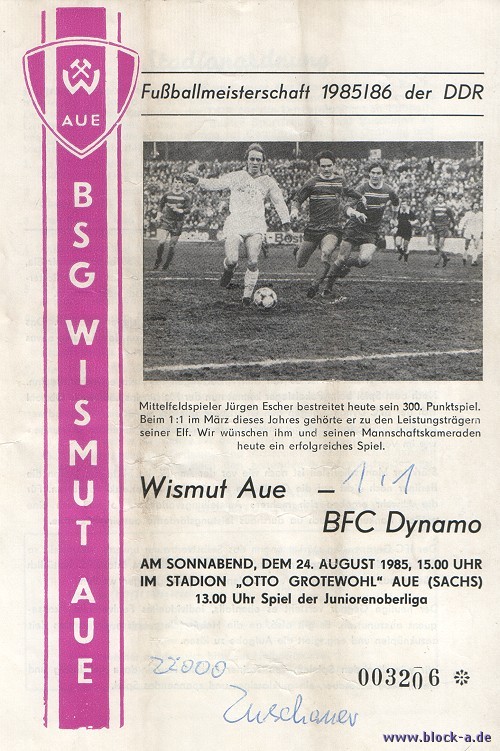 AUE
BSG WISMUT AUE
Fußballmeisterschaft 1985/86 der DDR
Mittelfeldspieler Jürgen Escher bestreitet heute sein 300. Punktspiel.
Beim 1:1 im März dieses Jahres gehörte er zu den Leistungsträgern
seiner Elf. Wir wünschen ihm und seinen Mannschaftskameraden
heute ein erfolgreiches Spiel.
Wismut Aue – 1:1
BFC Dynamo
AM SONNABEND, DEM 24. AUGUST 1985, 15.00 UHR
IM STADION „OTTO GROTEWOHL" AUE (SACHS)
13.00 Uhr Spiel der Juniorenoberliga
22000
003206 *
Zuschauer
www.block-a.de